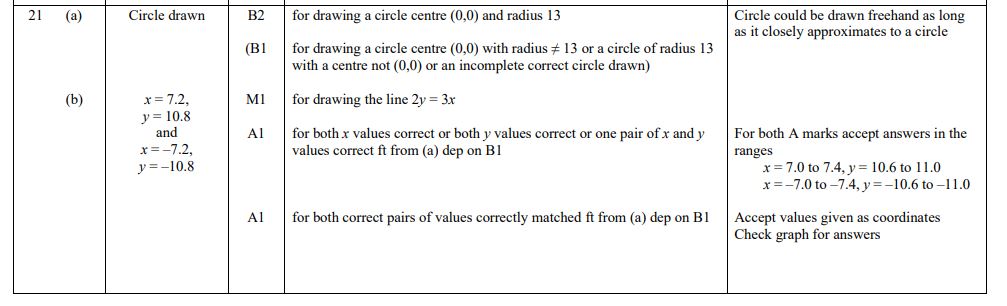 21 (a) Circle drawn B2 for drawing a circle centre (0,0) and radius 13 Circle could be drawn freehand as long
as it closely approximates to a circle
(B1 for drawing a circle centre (0,0) with radius ≠ 13 or a circle of radius 13
with a centre not (0,0) or an incomplete correct circle drawn)
(b) x = 7.2, M1 for drawing the line 2y = 3x
y = 10.8
and A1 for both x values correct or both y values correct or one pair of x and y For both A marks accept answers in the
x = –7.2, values correct ft from (a) dep on B1 ranges
y = –10.8 x = 7.0 to 7.4, y = 10.6 to 11.0
x = –7.0 to –7.4, y = –10.6 to –11.0
A1 for both correct pairs of values correctly matched ft from (a) dep on B1 Accept values given as coordinates
Check graph for answers